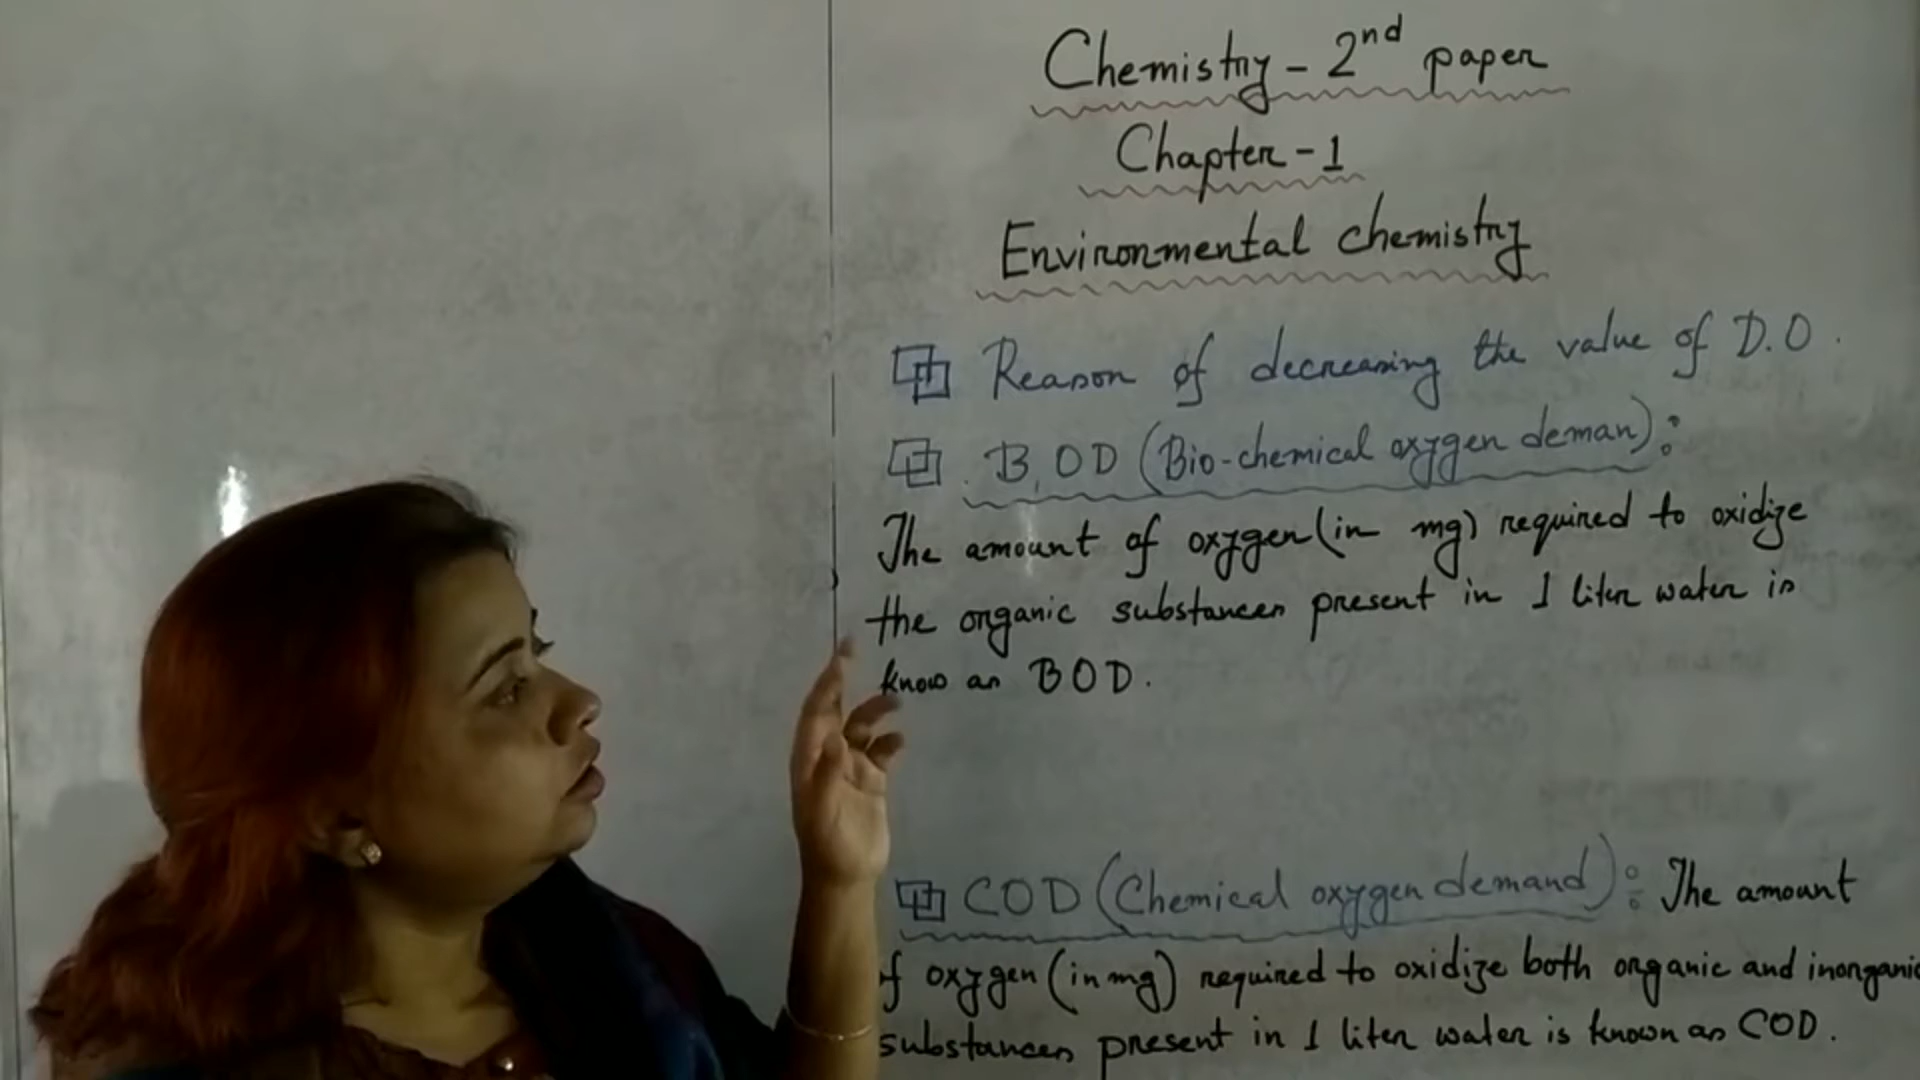 Chemistry - 2nd paper
Chapter - 1
Environmental chemistry
Reason of decreasing the value of D.O.
B.OD (Bio-chemical oxygen deman):
The amount of oxygen (in mg) required to oxidize
the organic substances present in 1 liter water is
know as BOD.
COD (Chemical oxygen demand): The amount
of oxygen (in mg) required to oxidize both organic and inorganic
substances present in 1 liter water is known as COD.